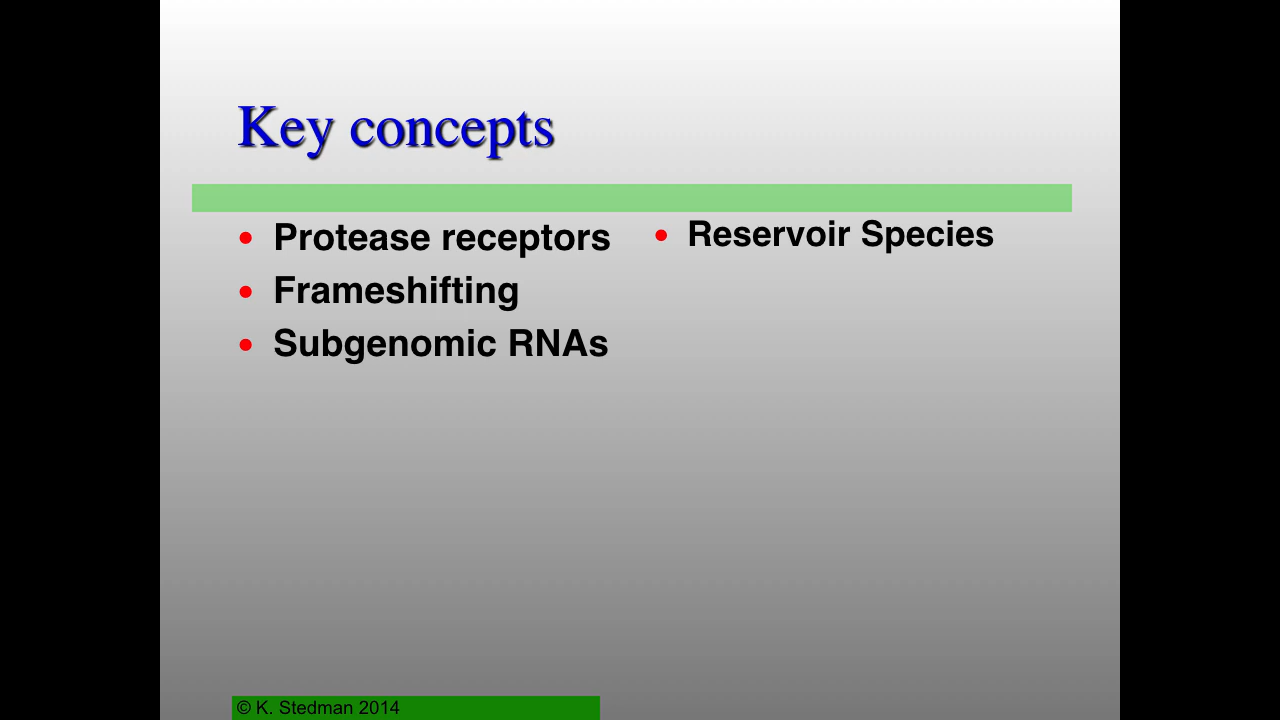 Key concepts
Protease receptors
Frameshifting
Subgenomic RNAs
Reservoir Species
© K. Stedman 2014